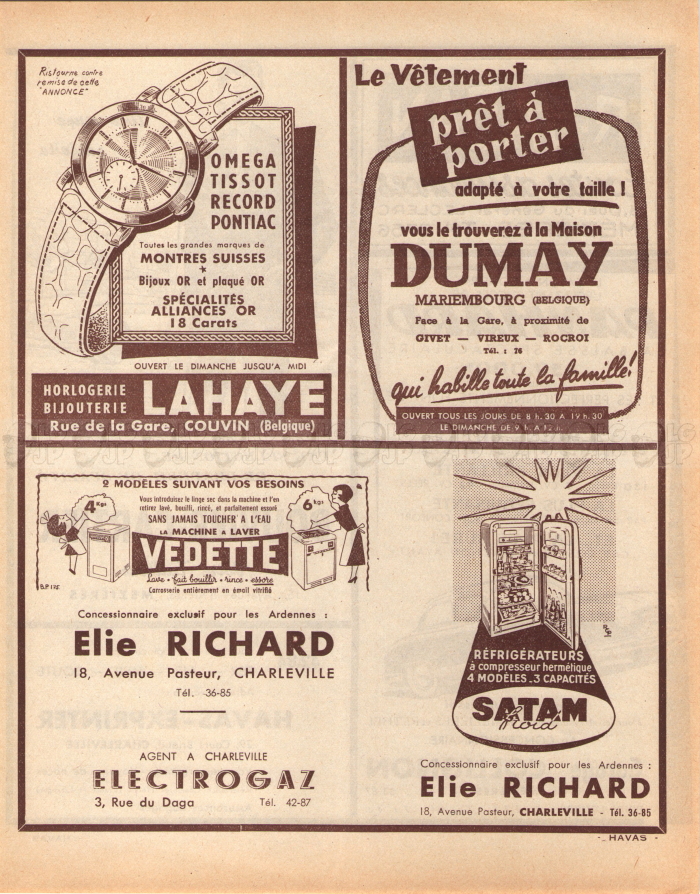 Ristourne contre
remise de cette
"ANNONCE"
OMEGA
TISSOT
RECORD
PONTIAC
Toutes les grandes marques de
MONTRES SUISSES
Bijoux OR et plaqué OR
SPÉCIALITÉS
ALLIANCES OR
18 Carats
OUVERT LE DIMANCHE JUSQU'A MIDI
HORLOGERIE
BIJOUTERIE
LAHAYE
Rue de la Gare, COUVIN (Belgique)
Le Vêtement
prêt à
porter
adapté à votre taille !
vous le trouverez à la Maison
DUMAY
MARIEMBOURG (BELGIQUE)
Face à la Gare, à proximité de
GIVET — VIREUX — ROCROI
Tél. : 76
qui habille toute la famille!
OUVERT TOUS LES JOURS DE 8 h. 30 A 19 h. 30
LE DIMANCHE DE 9 h. A 12 h.
2 MODÈLES SUIVANT VOS BESOINS
4 Kgs
6 kgs
Vous introduisez le linge sec dans la machine et l'en
retirez lavé, bouilli, rincé, et parfaitement essoré
SANS JAMAIS TOUCHER A L'EAU
LA MACHINE A LAVER
VEDETTE
Lave • fait bouillir • rince • essore
Carrosserie entièrement en émail vitrifié
Concessionnaire exclusif pour les Ardennes :
Elie RICHARD
18, Avenue Pasteur, CHARLEVILLE
Tél. 36-85
AGENT A CHARLEVILLE
ELECTROGAZ
3, Rue du Daga Tél. 42-87
RÉFRIGÉRATEURS
à compresseur hermétique
4 MODÈLES. 3 CAPACITÉS
SATAM
froid
Concessionnaire exclusif pour les Ardennes :
Elie RICHARD
18, Avenue Pasteur, CHARLEVILLE - Tél. 36-85
- HAVAS -